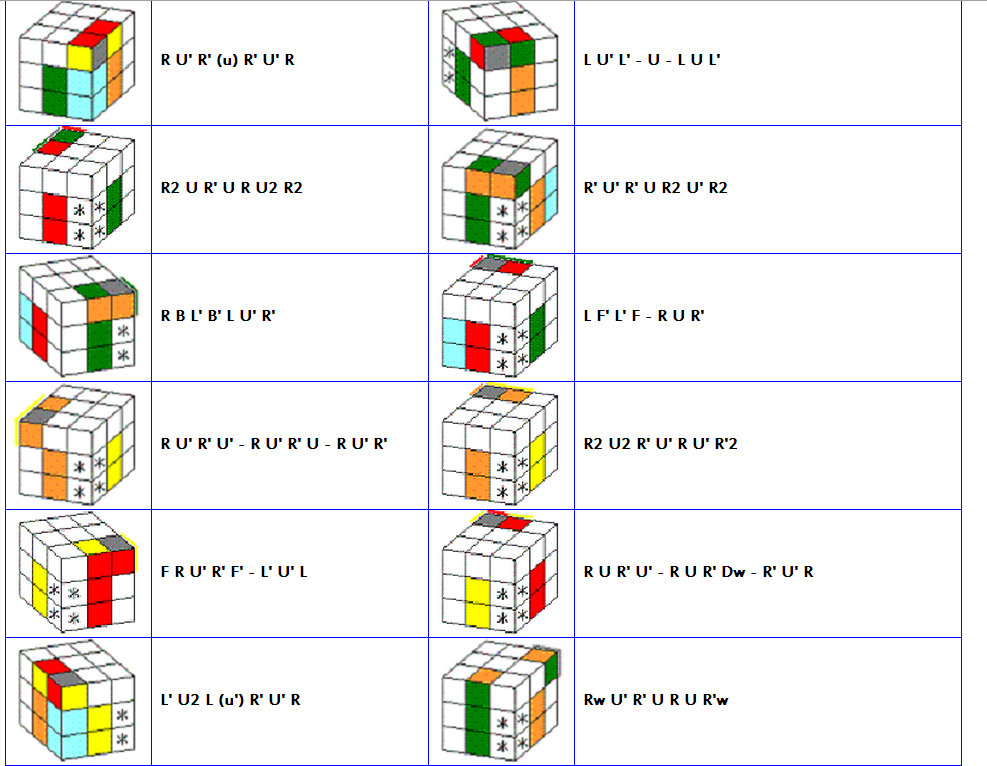 R U' R' (u) R' U' R
L U' L' - U - L U L'
R2 U R' U R U2 R2
R' U' R' U R2 U' R2
R B L' B' L U' R'
L F' L' F - R U R'
R U' R' U' - R U' R' U - R U' R'
R2 U2 R' U' R U' R'2
F R U' R' F' - L' U' L
R U R' U' - R U R' Dw - R' U' R
L' U2 L (u') R' U' R
Rw U' R' U R U R'w